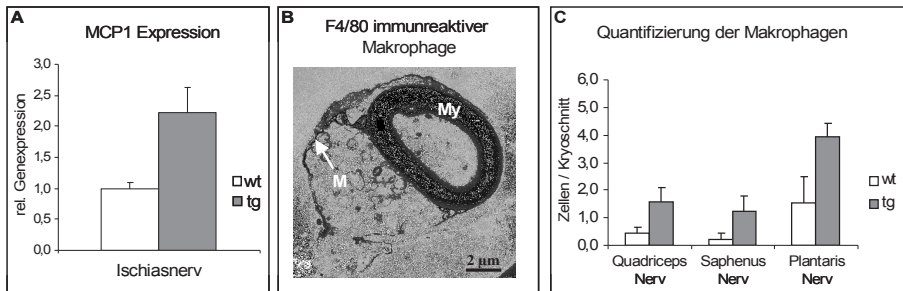 A
MCP1 Expression
rel. Genexpression
3,0
2,5
2,0
1,5
1,0
0,5
0,0
wt
tg
Ischiasnerv
B
F4/80 immunreaktiver
Makrophage
My
M
2 µm
C
Quantifizierung der Makrophagen
Zellen / Kryoschnitt
6,0
5,0
4,0
3,0
2,0
1,0
0,0
wt
tg
Quadriceps Saphenus Plantaris
Nerv Nerv Nerv